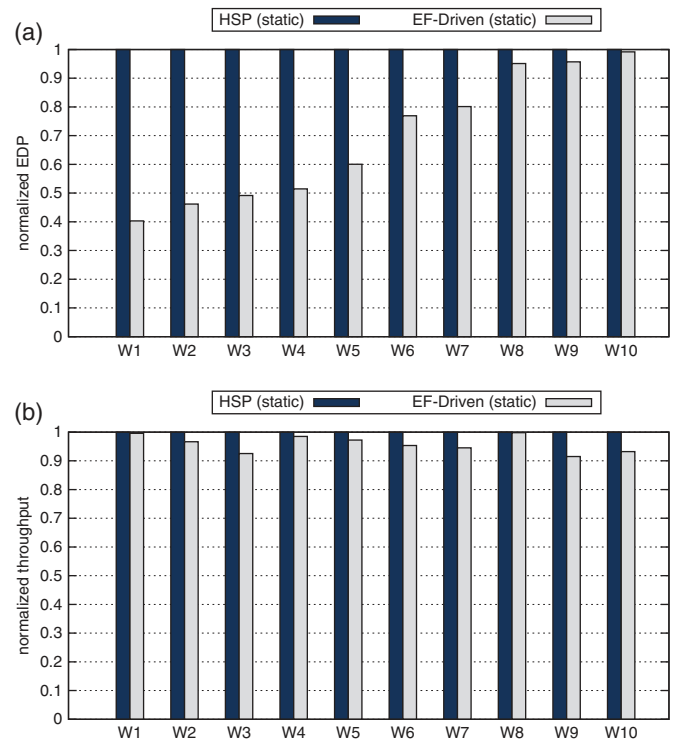 (a)
HSP (static) EF-Driven (static)
normalized EDP
1
0.9
0.8
0.7
0.6
0.5
0.4
0.3
0.2
0.1
0
W1 W2 W3 W4 W5 W6 W7 W8 W9 W10
(b)
HSP (static) EF-Driven (static)
normalized throughput
1
0.9
0.8
0.7
0.6
0.5
0.4
0.3
0.2
0.1
0
W1 W2 W3 W4 W5 W6 W7 W8 W9 W10